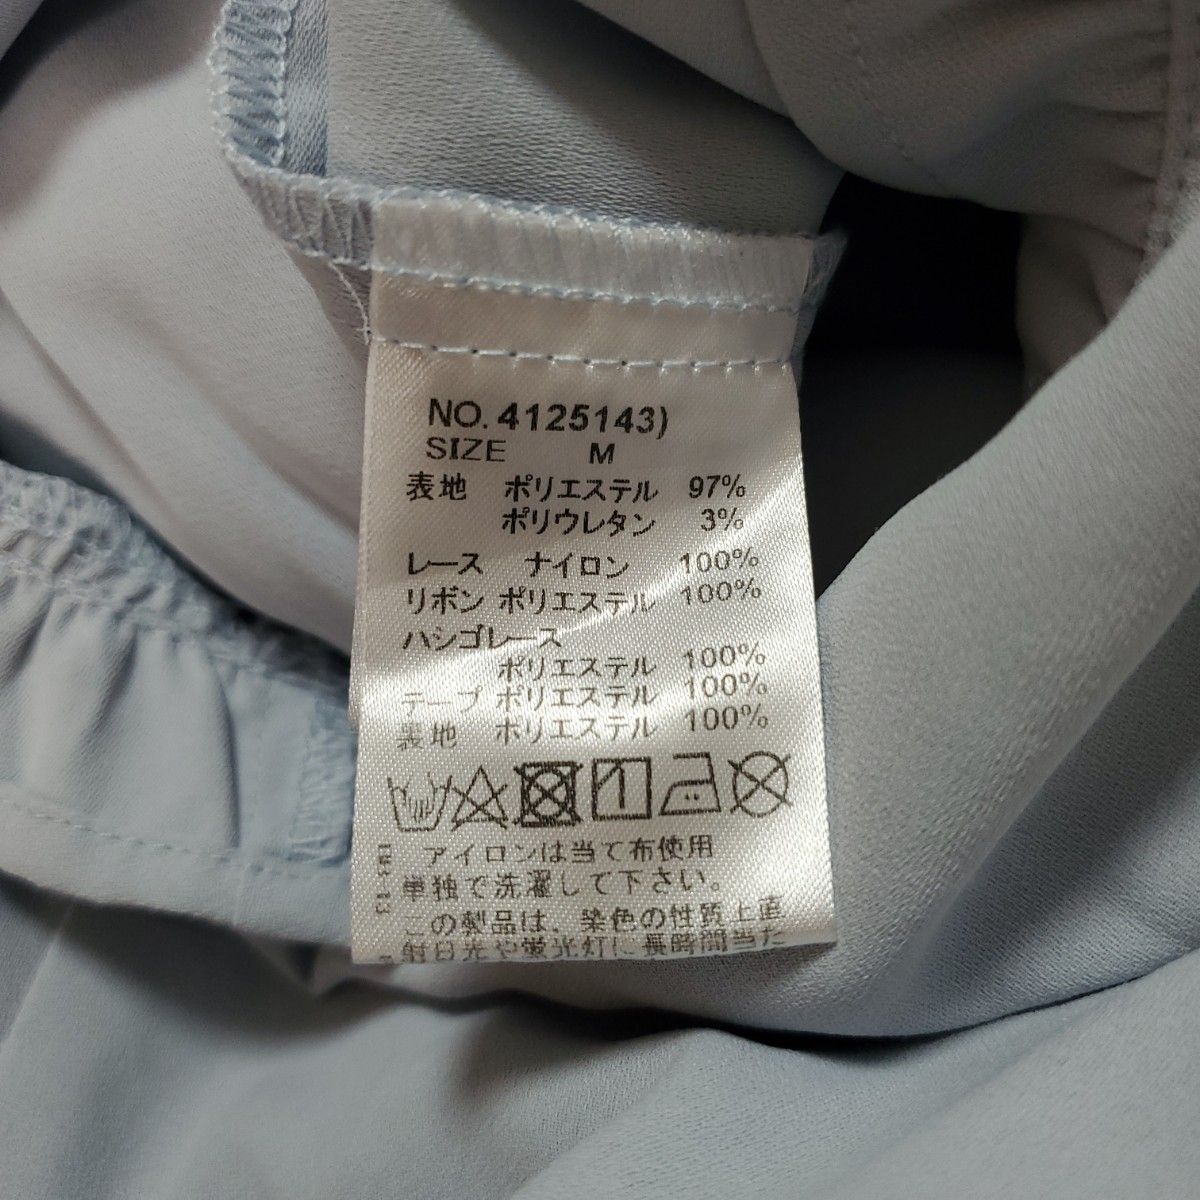 NO. 4125143)
SIZE M
表地 ポリエステル 97%
ポリウレタン 3%
レース ナイロン 100%
リボン ポリエステル 100%
ハシゴレース
ポリエステル 100%
テープ ポリエステル 100%
裏地 ポリエステル 100%
アイロンは当て布使用
単独で洗濯して下さい。
この製品は、染色の性質上直
射日光や蛍光灯に長時間当た